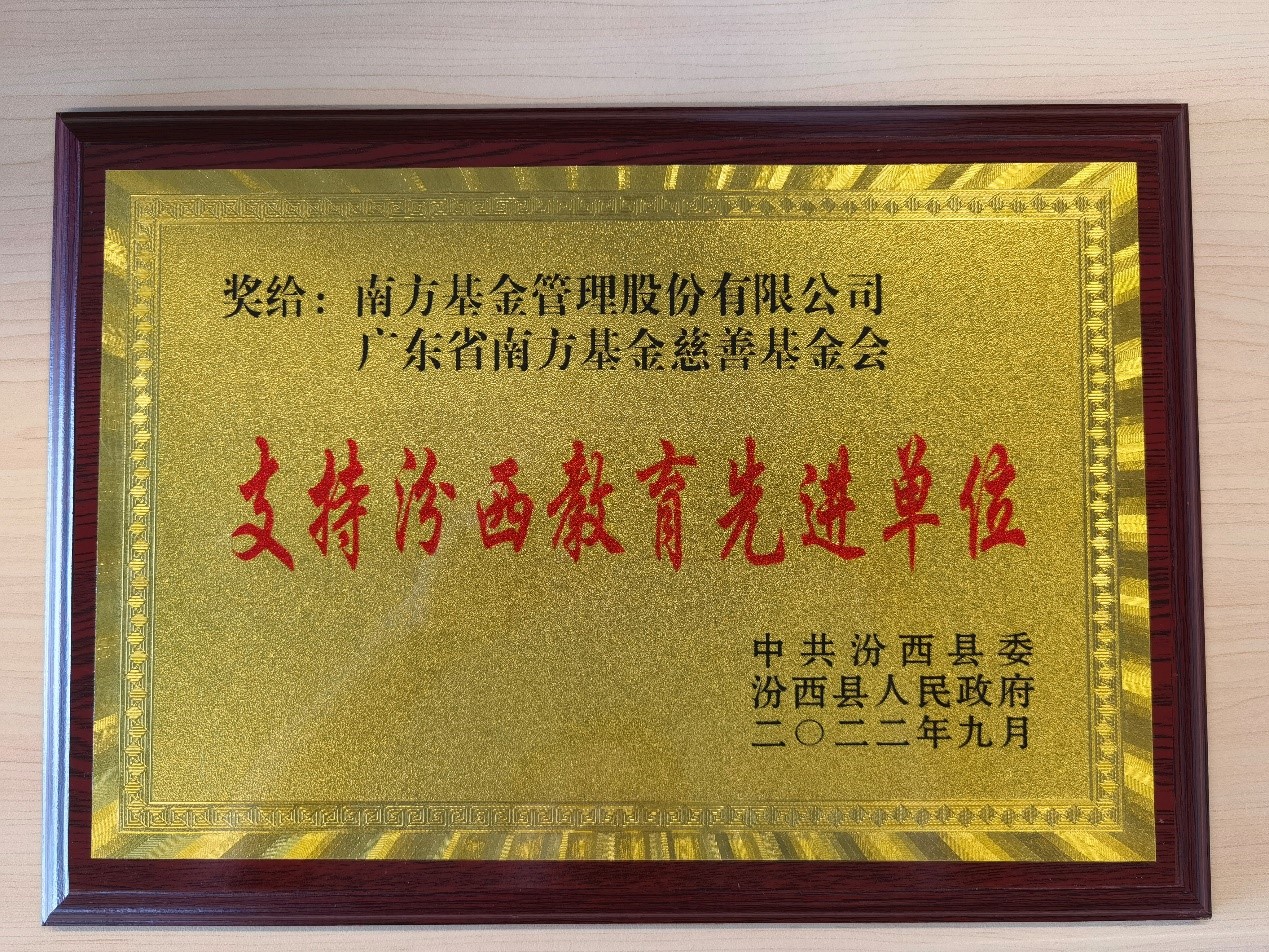 奖给：南方基金管理股份有限公司
广东省南方基金慈善基金会
支持汾西教育先进单位
中共汾西县委
汾西县人民政府
二〇二二年九月